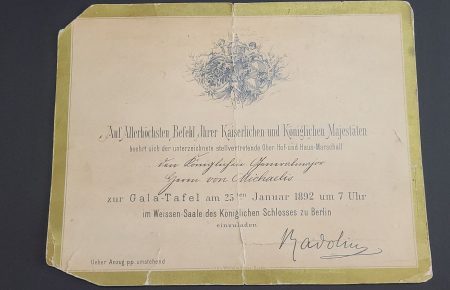 Auf Allerhöchsten Befehl Ihrer Kaiserlichen und Königlichen Majestäten
beehrt sich der unterzeichnete stellvertretende Ober-Hof-und Haus-Marschall
den Königlichen Generalmajor
Herrn von Michaelis
zur Gala-Tafel am 25ten Januar 1892 um 7 Uhr
im Weissen-Saale des Königlichen Schlosses zu Berlin
einzuladen
Radolin
Ueber Anzug pp. umstehend